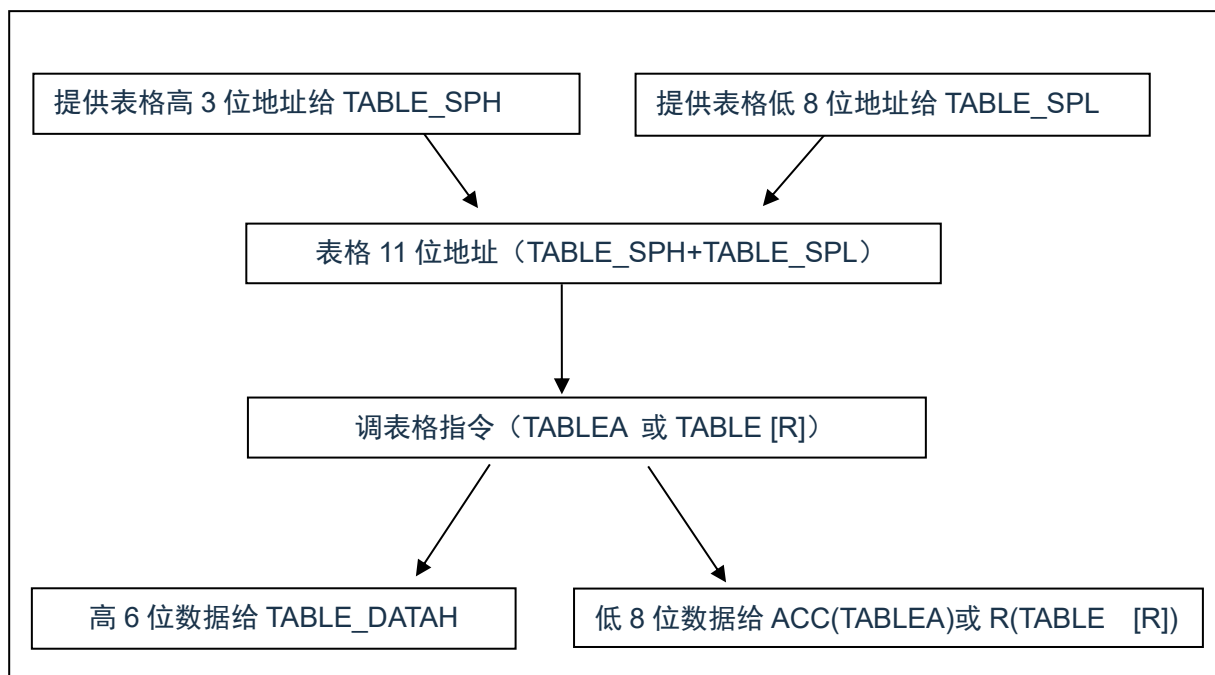 提供表格高 3 位地址给 TABLE_SPH
提供表格低 8 位地址给 TABLE_SPL
表格 11 位地址（TABLE_SPH+TABLE_SPL）
调表格指令（TABLEA 或 TABLE [R]）
高 6 位数据给 TABLE_DATAH
低 8 位数据给 ACC(TABLEA)或 R(TABLE [R])